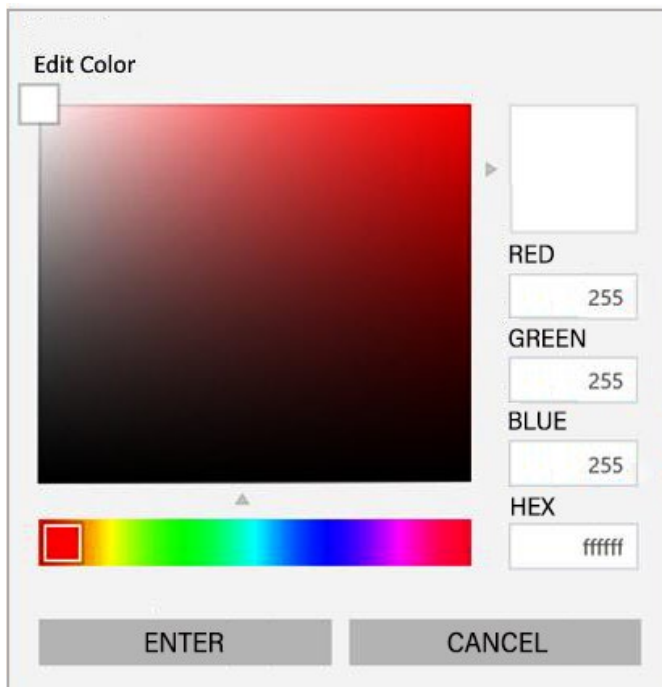 Edit Color
RED
255
GREEN
255
BLUE
255
HEX
ffffff
ENTER
CANCEL